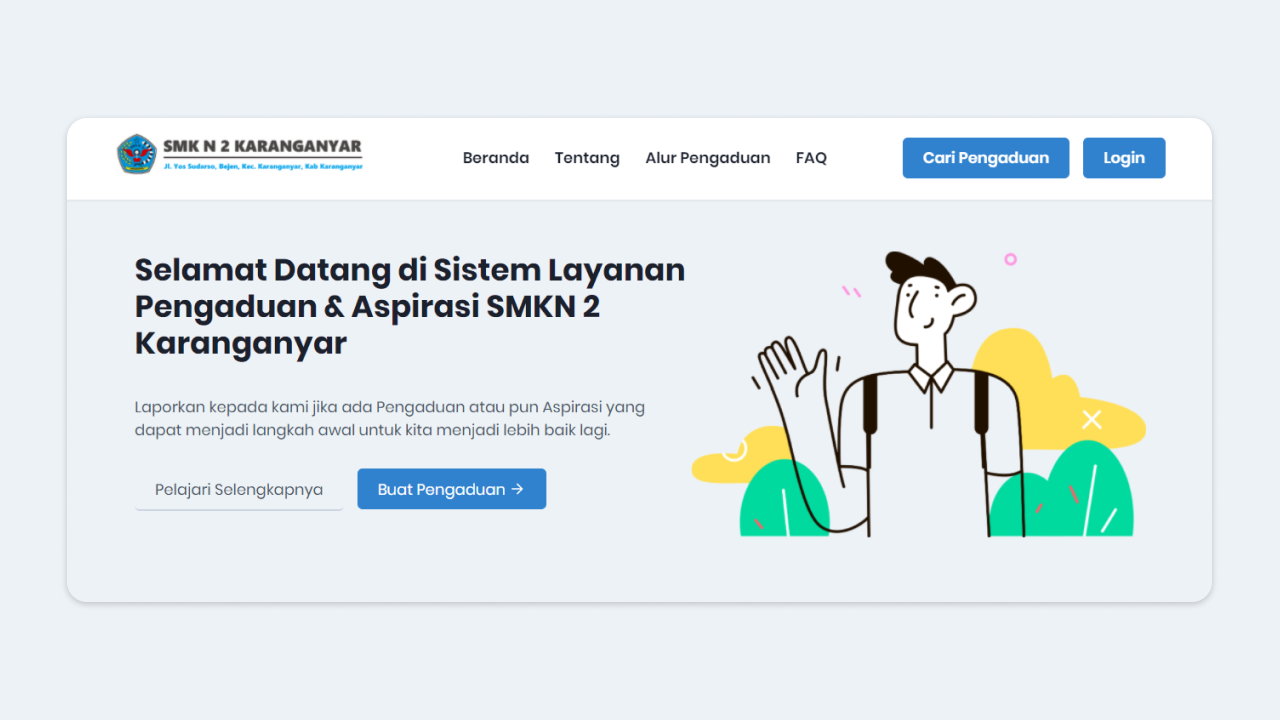 SMK N 2 KARANGANYAR
Jl. Yos Sudarso, Bejen, Kec. Karanganyar, Kab Karanganyar
Beranda
Tentang
Alur Pengaduan
FAQ
Cari Pengaduan
Login
Selamat Datang di Sistem Layanan
Pengaduan & Aspirasi SMKN 2
Karanganyar
Laporkan kepada kami jika ada Pengaduan atau pun Aspirasi yang
dapat menjadi langkah awal untuk kita menjadi lebih baik lagi.
Pelajari Selengkapnya
Buat Pengaduan →